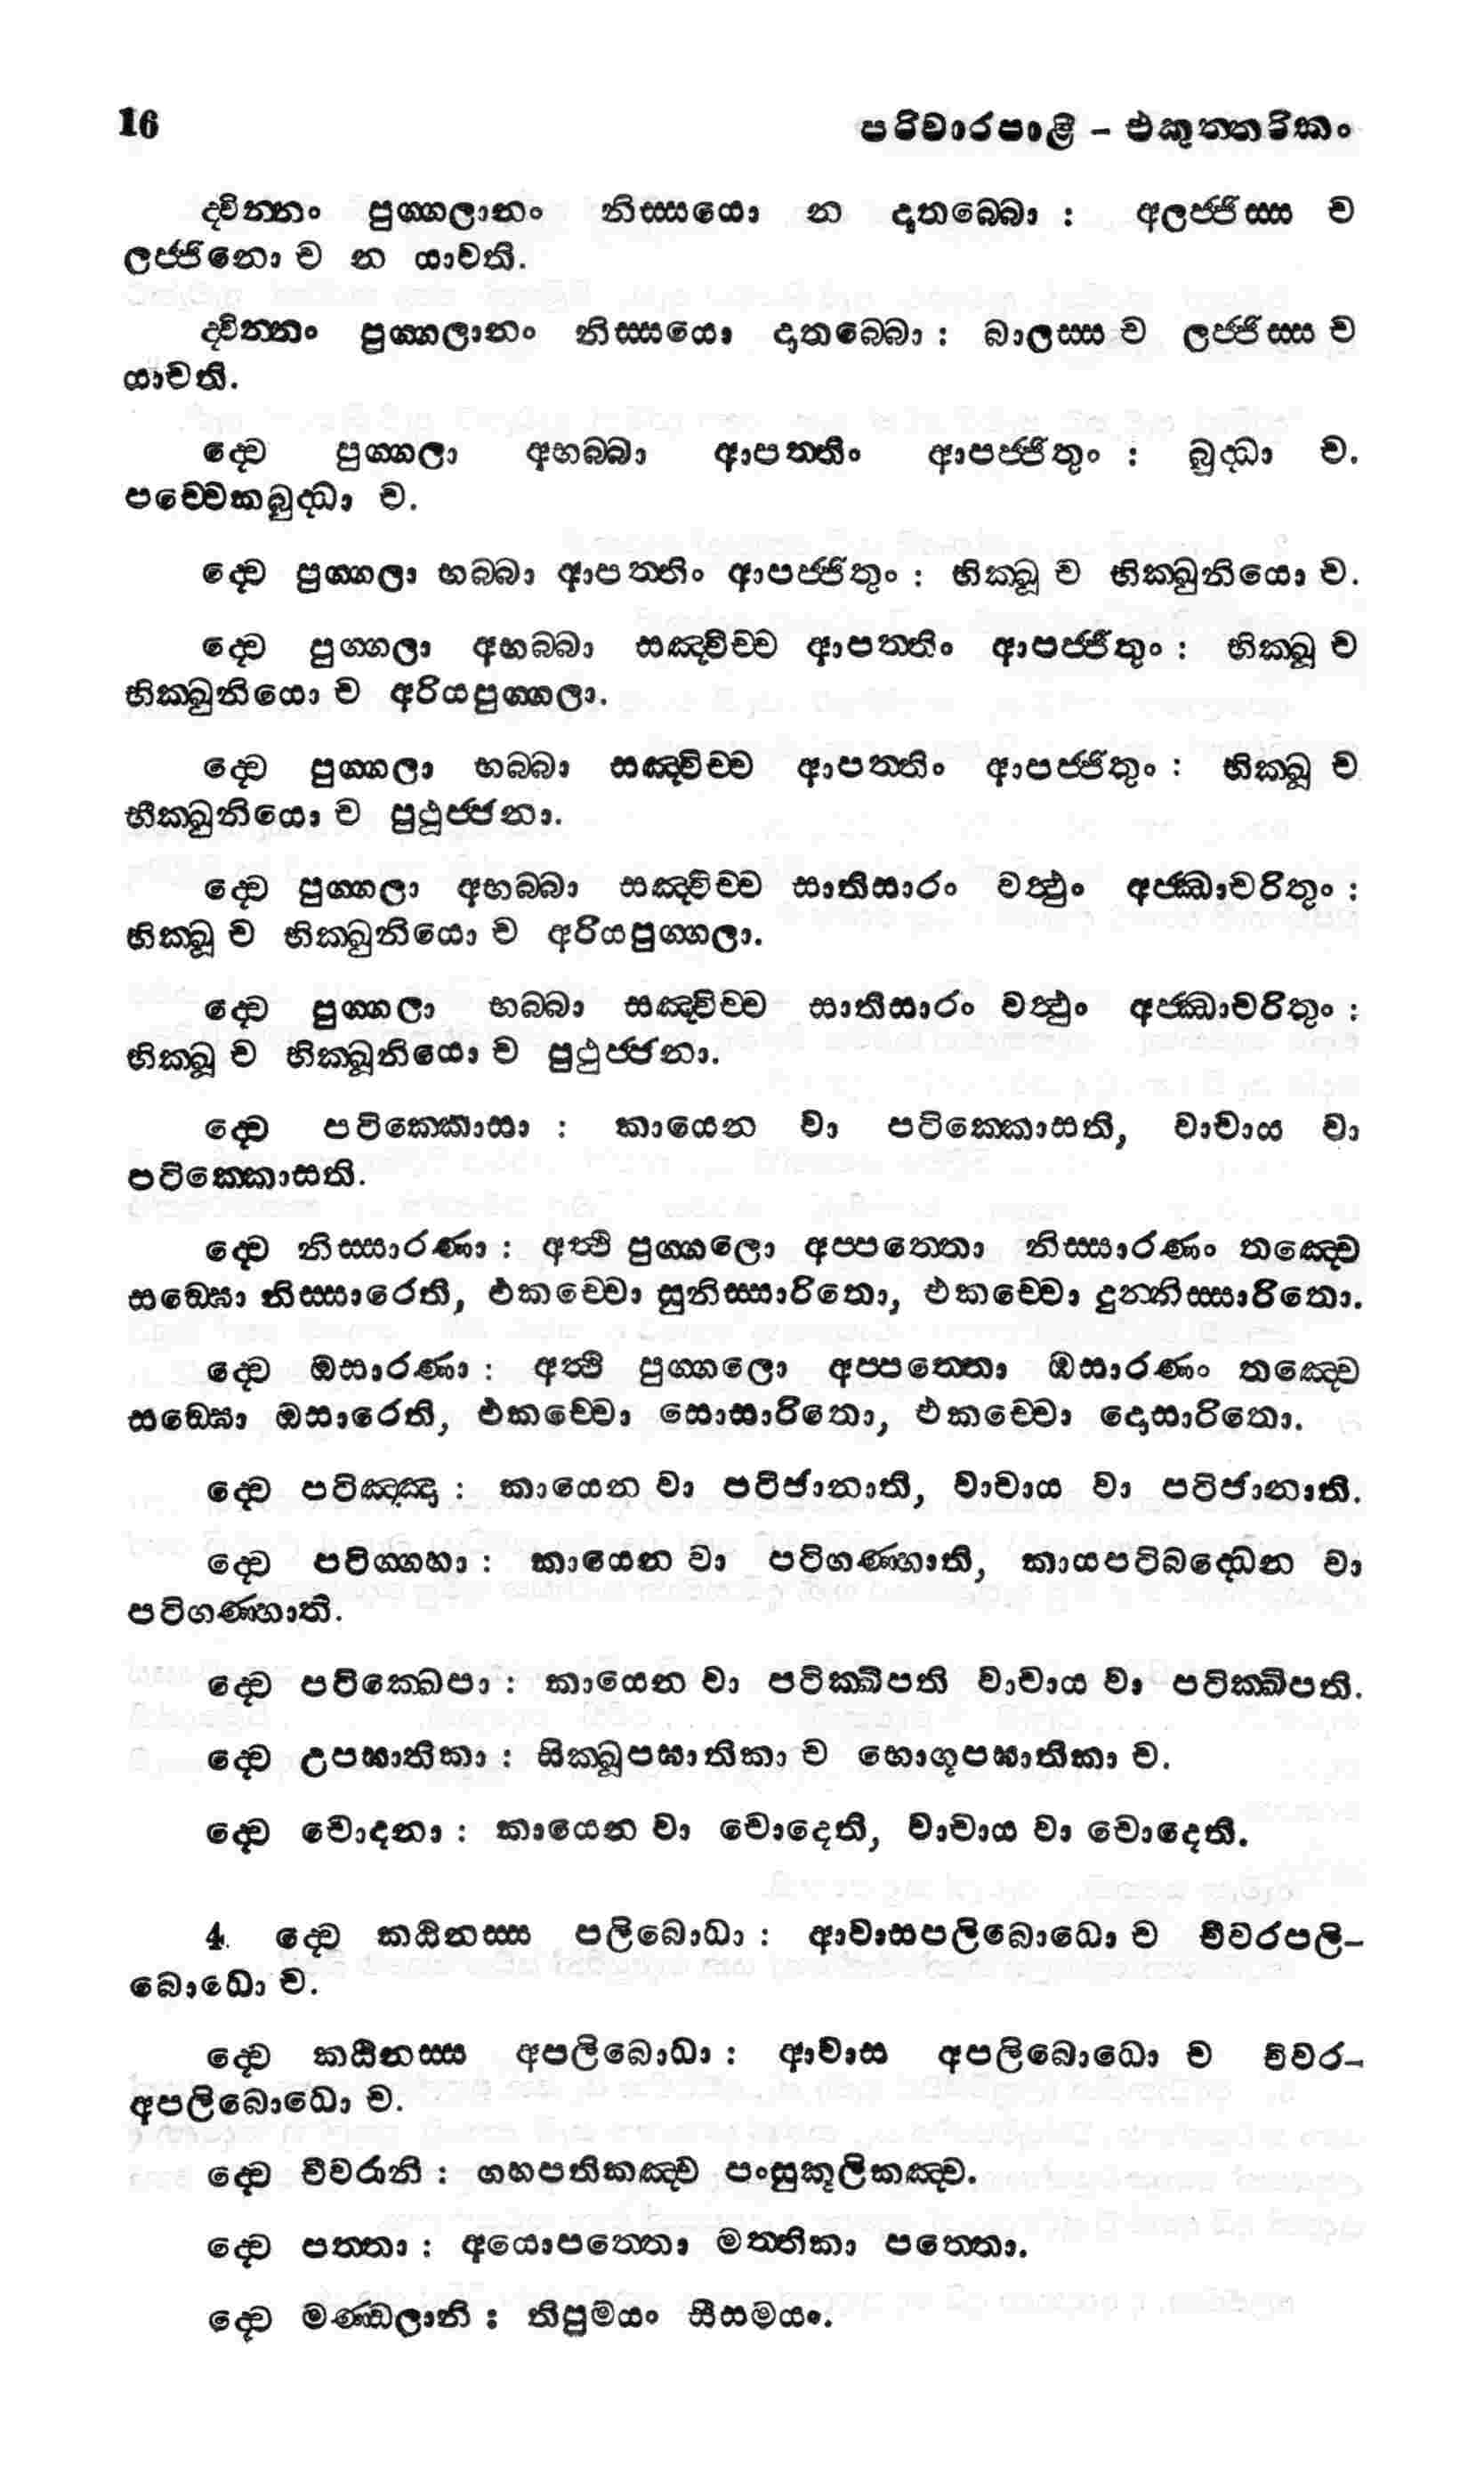 16 පරිවාරපාළි – එකුත්තරිකං
ද්වින්නං පුග්ගලානං නිස්සයො න දාතබ්බො : අලජ්ජිස්ස ච
ලජ්ජිනො ච න යාචති.
ද්වින්නං පුග්ගලානං නිස්සයො දාතබ්බො : බාලස්ස ච ලජ්ජිස්ස ච
යාචති.
ද්වෙ පුග්ගලා අභබ්බා ආපත්තිං ආපජ්ජිතුං : බුද්ධා ච.
පච්චෙකබුද්ධා ච.
ද්වෙ පුග්ගලා භබ්බා ආපත්තිං ආපජ්ජිතුං : භික්ඛූ ච භික්ඛුනියො ච.
ද්වෙ පුග්ගලා අභබ්බා සඤ්චිච්ච ආපත්තිං ආපජ්ජිතුං : භික්ඛූ ච
භික්ඛුනියො ච අරියපුග්ගලා.
ද්වෙ පුග්ගලා භබ්බා සඤ්චිච්ච ආපත්තිං ආපජ්ජිතුං : භික්ඛූ ච
භික්ඛුනියො ච පුථුජ්ජනා.
ද්වෙ පුග්ගලා අභබ්බා සඤ්චිච්ච සාතිසාරං වත්ථුං අජ්ඣාචරිතුං :
භික්ඛූ ච භික්ඛුනියො ච අරියපුග්ගලා.
ද්වෙ පුග්ගලා භබ්බා සඤ්චිච්ච සාතිසාරං වත්ථුං අජ්ඣාචරිතුං :
භික්ඛූ ච භික්ඛූනියො ච පුථුජ්ජනා.
ද්වෙ පටික්කොසා : කායෙන වා පටික්කොසති, වාචාය වා
පටික්කොසති.
ද්වෙ නිස්සාරණා : අත්ථි පුග්ගලො අප්පත්තො නිස්සාරණං තඤ්චෙ
සඞ්ඝො නිස්සාරෙති, එකච්චො සුනිස්සාරිතො, එකච්චො දුන්නිස්සාරිතො.
ද්වෙ ඔසාරණා : අත්ථි පුග්ගලො අප්පත්තො ඔසාරණං තඤ්චෙ
සඞ්ඝො ඔසාරෙති, එකච්චො සොසාරිතො, එකච්චො දොසාරිතො.
ද්වෙ පටිඤ්ඤා : කායෙන වා පටිජානාති, වාචාය වා පටිජානාති.
ද්වෙ පටිග්ගහා : කායෙන වා පටිගණ්හාති, කායපටිබද්ධෙන වා
පටිගණ්හාති.
ද්වෙ පටික්ඛෙපා : කායෙන වා පටික්ඛිපති වාචාය වා පටික්ඛිපති.
ද්වෙ උපඝාතිකා : සික්ඛූපඝාතිකා ච භොගූපඝාතිකා ච.
ද්වෙ චොදනා : කායෙන වා චොදෙති, වාචාය වා චොදෙති.
4. ද්වෙ කඨිනස්ස පලිබොධා : ආවාසපලිබොධො ච චීවරපලි–
බොධො ච.
ද්වෙ කඨිනස්ස අපලිබොධා : ආවාස අපලිබොධො ච චීවර–
අපලිබොධො ච.
ද්වෙ චීවරානි : ගහපතිකඤ්ච පංසුකූලිකඤ්ච.
ද්වෙ පත්තා : අයොපත්තො මත්තිකා පත්තො.
ද්වෙ මණ්ඩලානි : තිපුමයං සීසමයං.